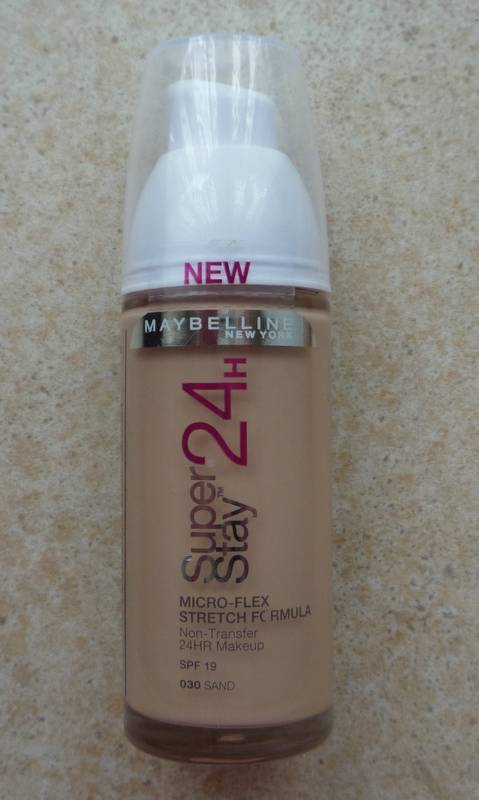 NEW
MAYBELLINE
NEW YORK
Super
Stay™
24H
MICRO-FLEX
STRETCH FORMULA
Non-Transfer
24HR Makeup
SPF 19
030 SAND